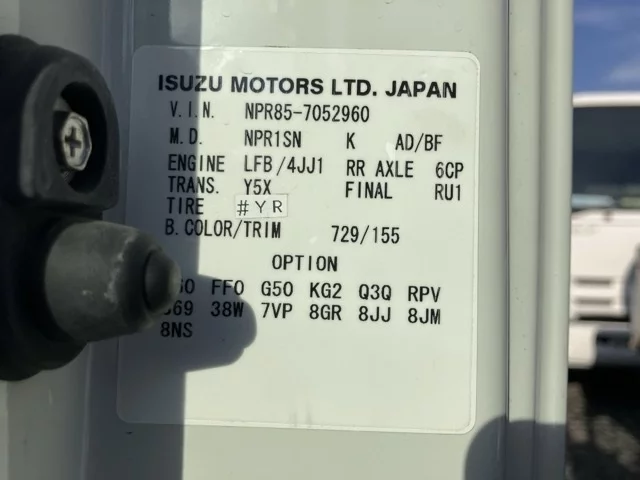 ISUZU MOTORS LTD. JAPAN
V.I.N. NPR85-7052960
M.D. NPR1SN K AD/BF
ENGINE LFB/4JJ1 RR AXLE 6CP
TRANS. Y5X FINAL RU1
TIRE #YR
B.COLOR/TRIM 729/155
OPTION
FF0 G50 KG2 Q3Q RPV
38W 7VP 8GR 8JJ 8JM
8NS